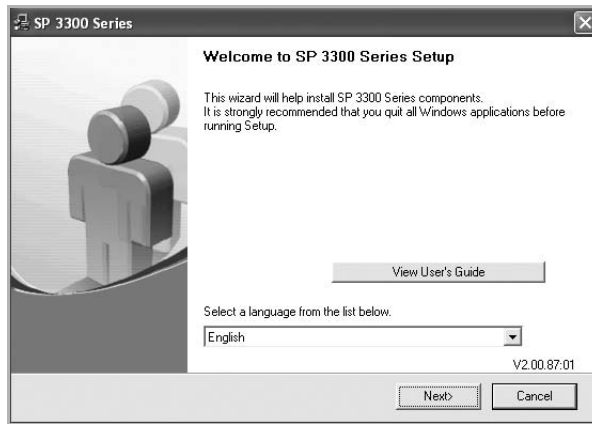 SP 3300 Series
Welcome to SP 3300 Series Setup
This wizard will help install SP 3300 Series components.
It is strongly recommended that you quit all Windows applications before
running Setup.
View User's Guide
Select a language from the list below.
English
V2.00.87:01
Next>
Cancel